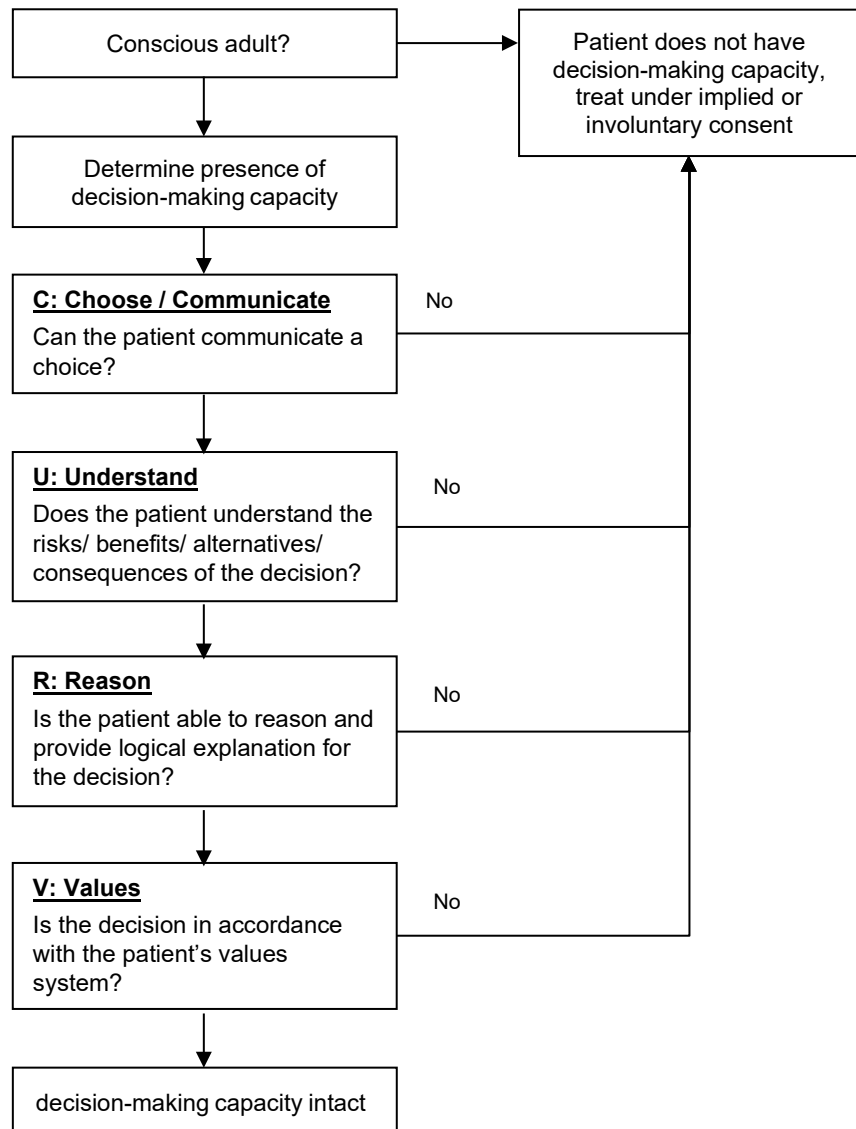 Conscious adult?
Patient does not have
decision-making capacity,
treat under implied or
involuntary consent
Determine presence of
decision-making capacity
C: Choose / Communicate
Can the patient communicate a
choice?
No
U: Understand
Does the patient understand the
risks/ benefits/ alternatives/
consequences of the decision?
No
R: Reason
Is the patient able to reason and
provide logical explanation for
the decision?
No
V: Values
Is the decision in accordance
with the patient’s values
system?
No
decision-making capacity intact